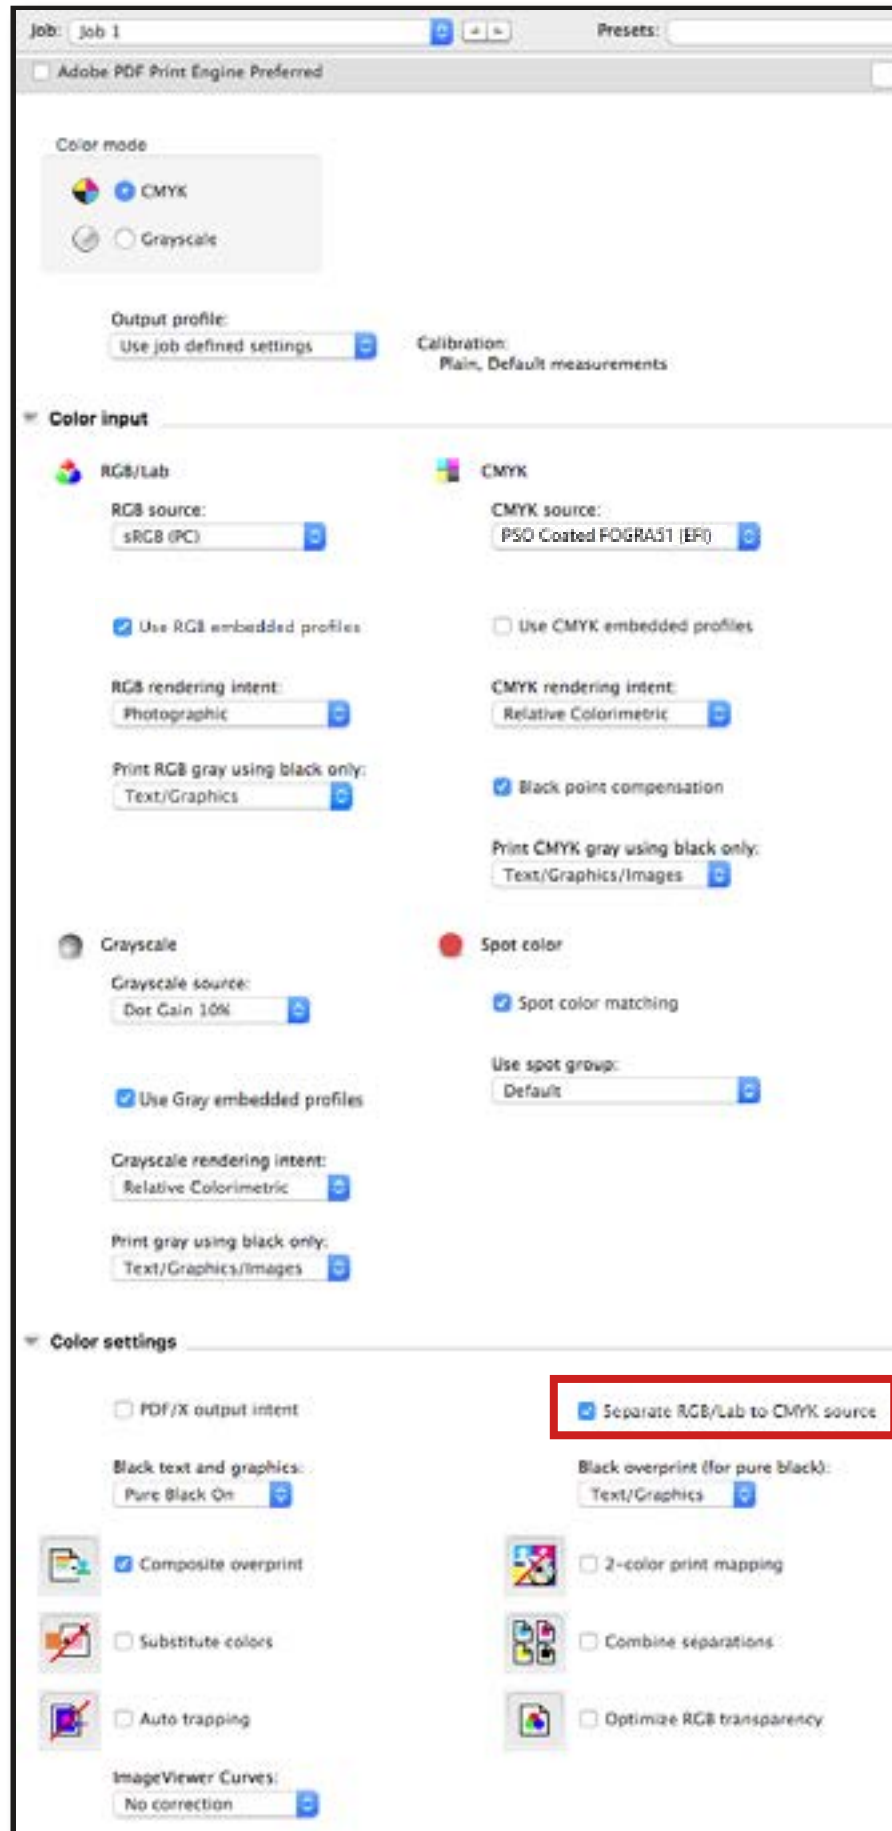 Job: Job 1 Presets:
Adobe PDF Print Engine Preferred
Color mode
CMYK
Grayscale
Output profile:
Use job defined settings
Calibration:
Plain, Default measurements
Color input
RGB/Lab
RGB source:
sRGB (PC)
Use RGB embedded profiles
RGB rendering intent:
Photographic
Print RGB gray using black only:
Text/Graphics
CMYK
CMYK source:
PSO Coated FOGRA51 (EFI)
Use CMYK embedded profiles
CMYK rendering intent:
Relative Colorimetric
Black point compensation
Print CMYK gray using black only:
Text/Graphics/Images
Grayscale
Grayscale source:
Dot Gain 10%
Use Gray embedded profiles
Grayscale rendering intent:
Relative Colorimetric
Print gray using black only:
Text/Graphics/Images
Spot color
Spot color matching
Use spot group:
Default
Color settings
PDF/X output intent
Separate RGB/Lab to CMYK source
Black text and graphics:
Pure Black On
Black overprint (for pure black):
Text/Graphics
Composite overprint
2-color print mapping
Substitute colors
Combine separations
Auto trapping
Optimize RGB transparency
ImageViewer Curves:
No correction